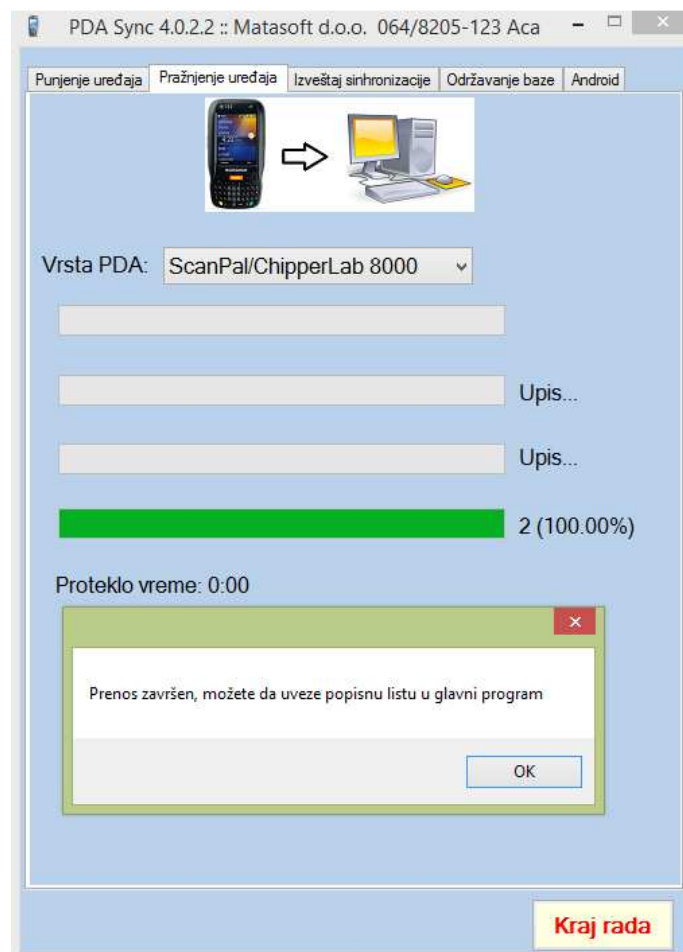 PDA Sync 4.0.2.2 :: Matasoft d.o.o. 064/8205-123 Aca
Punjenje uređaja Pražnjenje uređaja Izveštaj sinhronizacije Održavanje baze Android
Vrsta PDA: ScanPal/ChipperLab 8000
Upis...
Upis...
2 (100.00%)
Proteklo vreme: 0:00
Prenos završen, možete da uveze popisnu listu u glavni program
OK
Kraj rada